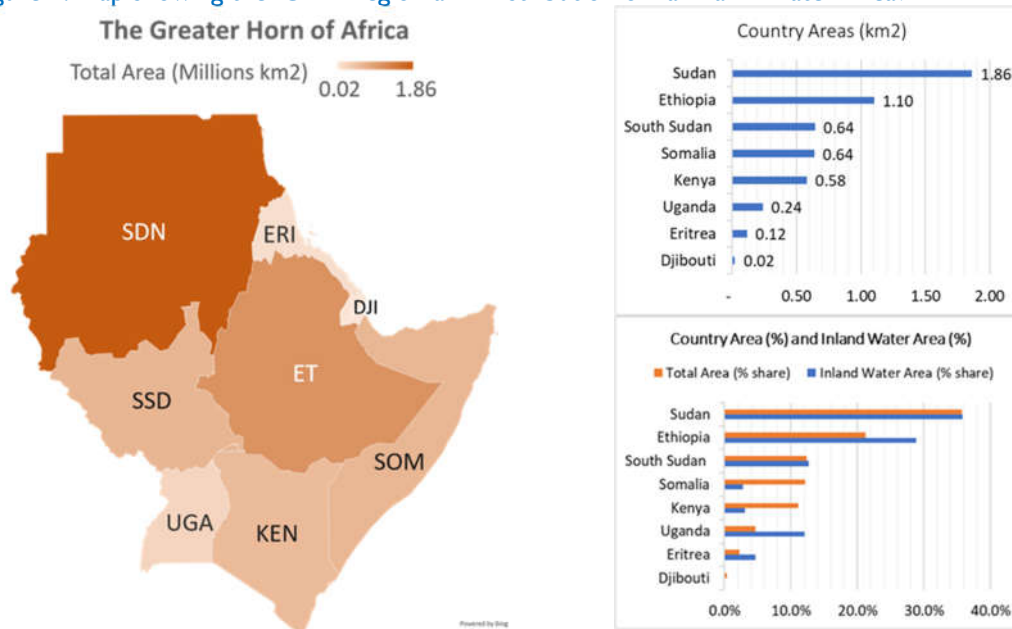 The Greater Horn of Africa
Total Area (Millions km2)
0.02 1.86
SDN
ERI
DJI
ET
SSD
SOM
UGA
KEN
Powered by Bing
Country Areas (km2)
Sudan 1.86
Ethiopia 1.10
South Sudan 0.64
Somalia 0.64
Kenya 0.58
Uganda 0.24
Eritrea 0.12
Djibouti 0.02
- 0.50 1.00 1.50 2.00
Country Area (%) and Inland Water Area (%)
Total Area (% share) Inland Water Area (% share)
Sudan
Ethiopia
South Sudan
Somalia
Kenya
Uganda
Eritrea
Djibouti
0.0% 10.0% 20.0% 30.0% 40.0%